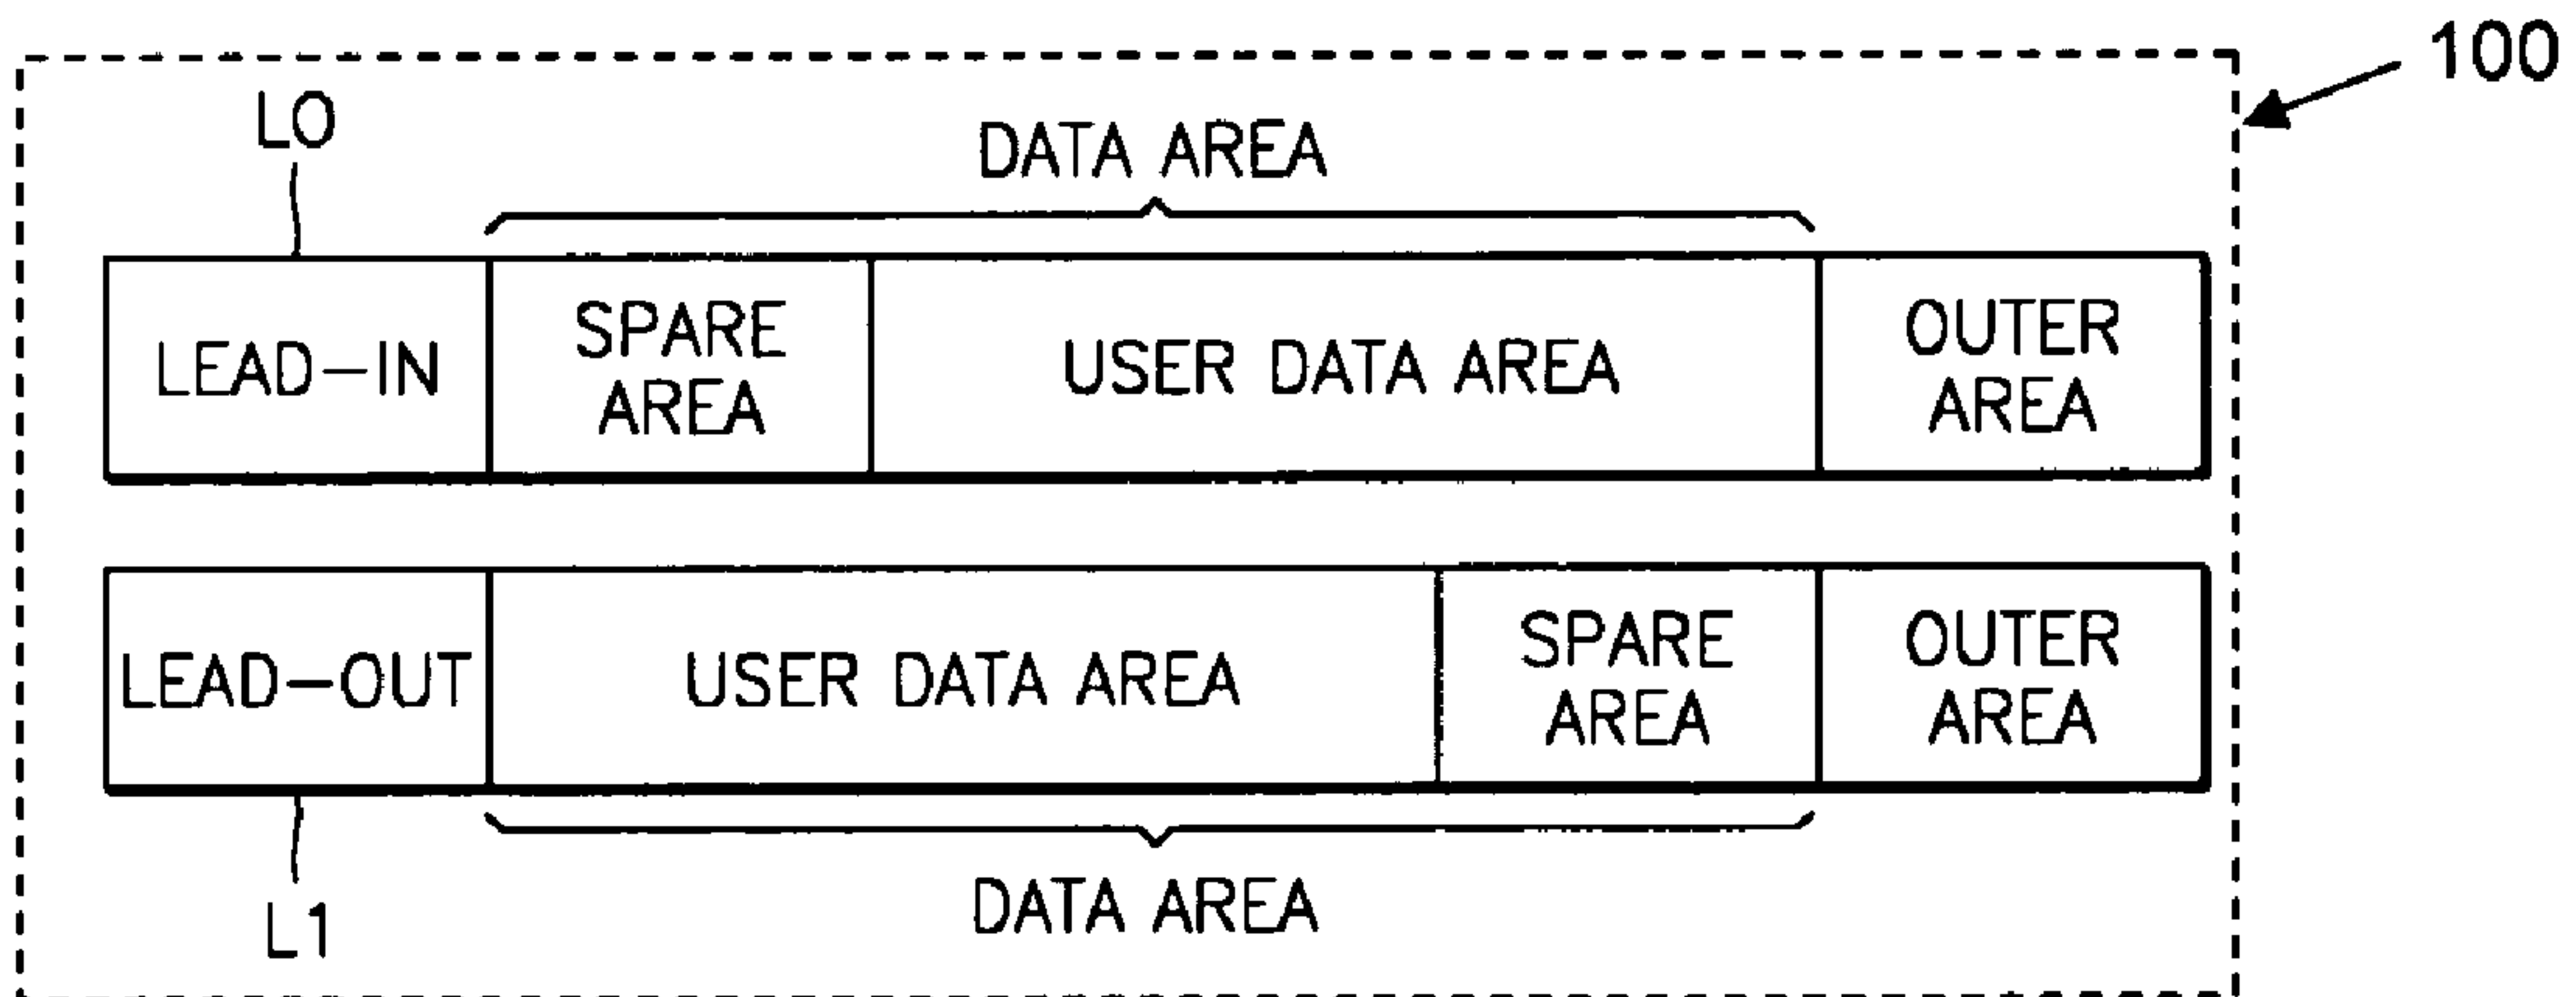 100
L0
DATA AREA
LEAD-IN
SPARE
AREA
USER DATA AREA
OUTER
AREA
LEAD-OUT
USER DATA AREA
SPARE
AREA
OUTER
AREA
DATA AREA
L1